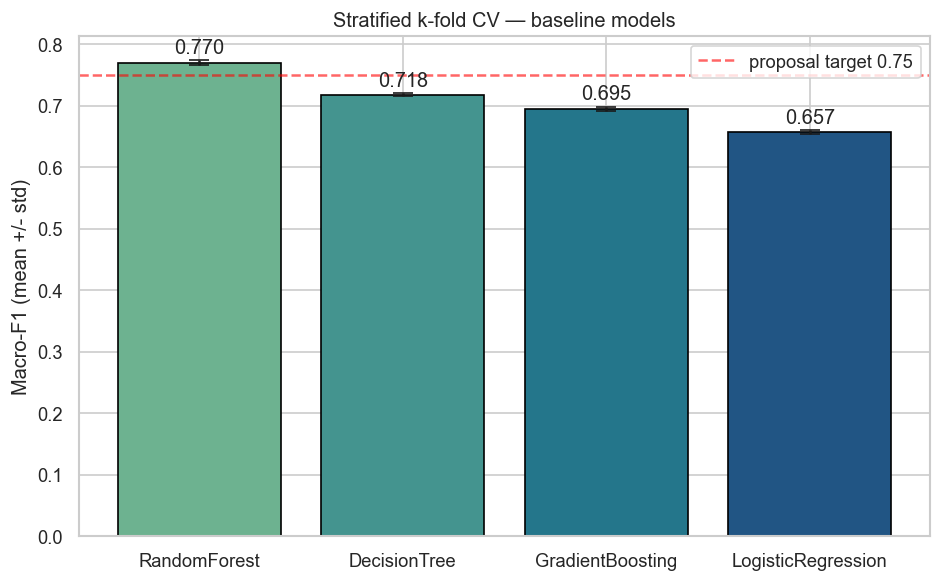 Stratified k-fold CV — baseline models
Macro-F1 (mean +/- std)
0.8
0.7
0.6
0.5
0.4
0.3
0.2
0.1
0.0
0.770
0.718
0.695
0.657
proposal target 0.75
RandomForest
DecisionTree
GradientBoosting
LogisticRegression